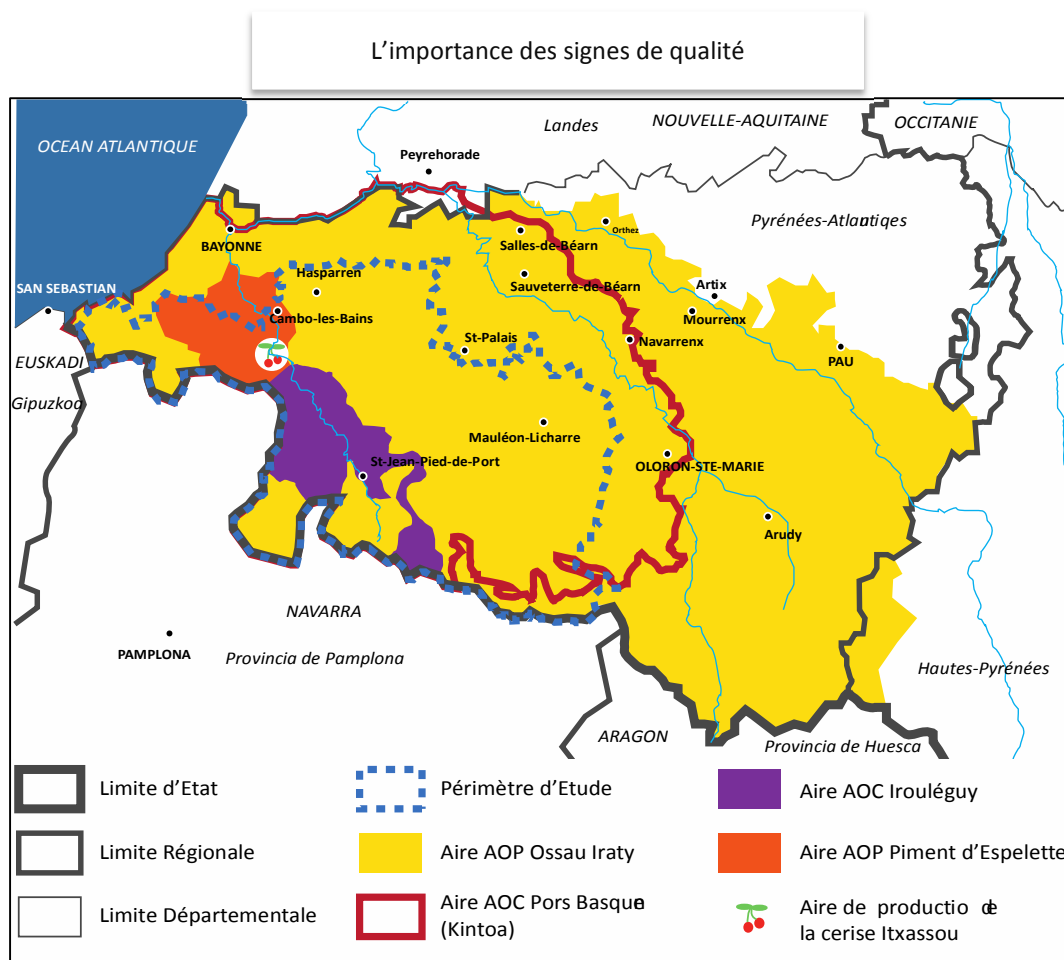 L'importance des signes de qualité
OCEAN ATLANTIQUE
Landes
NOUVELLE-AQUITAINE
OCCITANIE
Peyrehorade
Pyrénées-Atlantiqes
BAYONNE
Salles-de-Béarn
Orthez
Hasparren
Sauveterre-de-Béarn
Artix
SAN SEBASTIAN
Cambo-les-Bains
Mourrenx
St-Palais
Navarrenx
PAU
EUSKADI
Gipuzkoa
Mauléon-Licharre
St-Jean-Pied-de-Port
OLORON-STE-MARIE
Arudy
NAVARRA
PAMPLONA
Provincia de Pamplona
Hautes-Pyrénées
ARAGON
Provincia de Huesca
Limite d'Etat
Périmètre d'Etude
Aire AOC Irouléguy
Limite Régionale
Aire AOP Ossau Iraty
Aire AOP Piment d'Espelette
Limite Départementale
Aire AOC Pors Basque
(Kintoa)
Aire de productio de
la cerise Itxassou